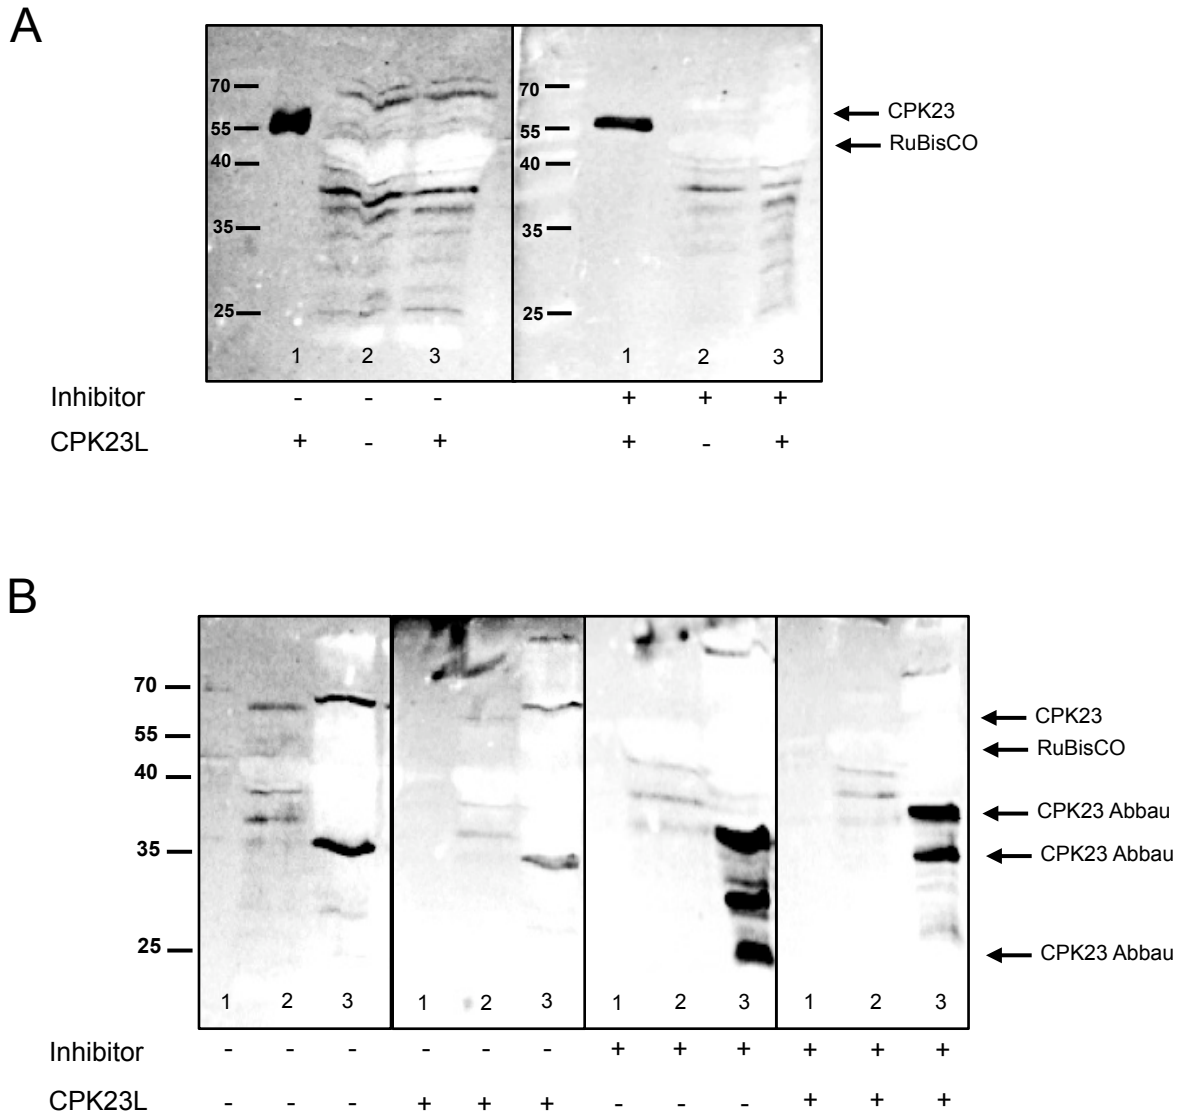 A
70
55
40
35
25
1 2 3
70
55
40
35
25
1 2 3
CPK23
RuBisCO
Inhibitor - - - + + +
CPK23L + - + + - +
B
70
55
40
35
25
1 2 3
1 2 3
1 2 3
1 2 3
CPK23
RuBisCO
CPK23 Abbau
CPK23 Abbau
CPK23 Abbau
Inhibitor - - - - - - + + + + + +
CPK23L - - - + + + - - - + + +